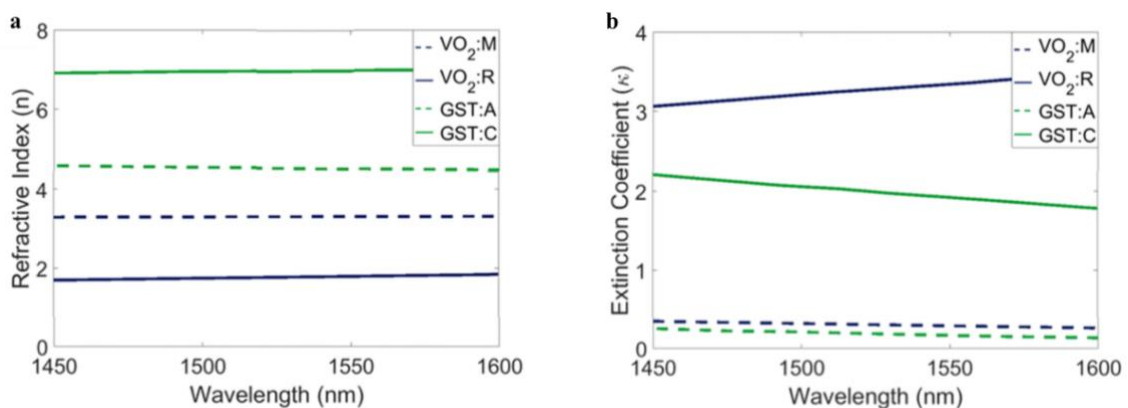 a
8
6
4
2
0
Refractive Index (n)
1450
1500
1550
1600
Wavelength (nm)
VO2:M
VO2:R
GST:A
GST:C
b
4
3
2
1
0
Extinction Coefficient (κ)
1450
1500
1550
1600
Wavelength (nm)
VO2:M
VO2:R
GST:A
GST:C